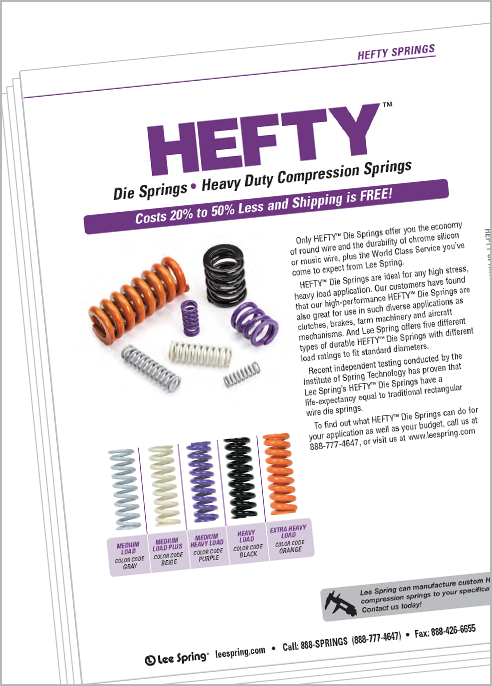 HEFTY SPRINGS
HEFTY™
Die Springs • Heavy Duty Compression Springs
Costs 20% to 50% Less and Shipping is FREE!
Only HEFTY™ Die Springs offer you the economy
of round wire and the durability of chrome silicon
or music wire, plus the World Class Service you've
come to expect from Lee Spring.
HEFTY™ Die Springs are ideal for any high stress,
heavy load application. Our customers have found
that our high-performance HEFTY™ Die Springs are
also great for use in such diverse applications as
clutches, brakes, farm machinery and aircraft
mechanisms. And Lee Spring offers five different
types of durable HEFTY™ Die Springs with different
load ratings to fit standard diameters.
Recent independent testing conducted by the
Institute of Spring Technology has proven that
Lee Spring's HEFTY™ Die Springs have a
life-expectancy equal to traditional rectangular
wire die springs.
To find out what HEFTY™ Die Springs can do for
your application as well as your budget, call us at
888-777-4647, or visit us at www.leespring.com
MEDIUM
LOAD
COLOR CODE
GRAY
MEDIUM
LOAD PLUS
COLOR CODE
BEIGE
MEDIUM
HEAVY LOAD
COLOR CODE
PURPLE
HEAVY
LOAD
COLOR CODE
BLACK
EXTRA HEAVY
LOAD
COLOR CODE
ORANGE
Lee Spring can manufacture custom H
compression springs to your specifica
Contact us today!
Lee Spring® leespring.com • Call: 888-SPRINGS (888-777-4647) • Fax: 888-426-6655